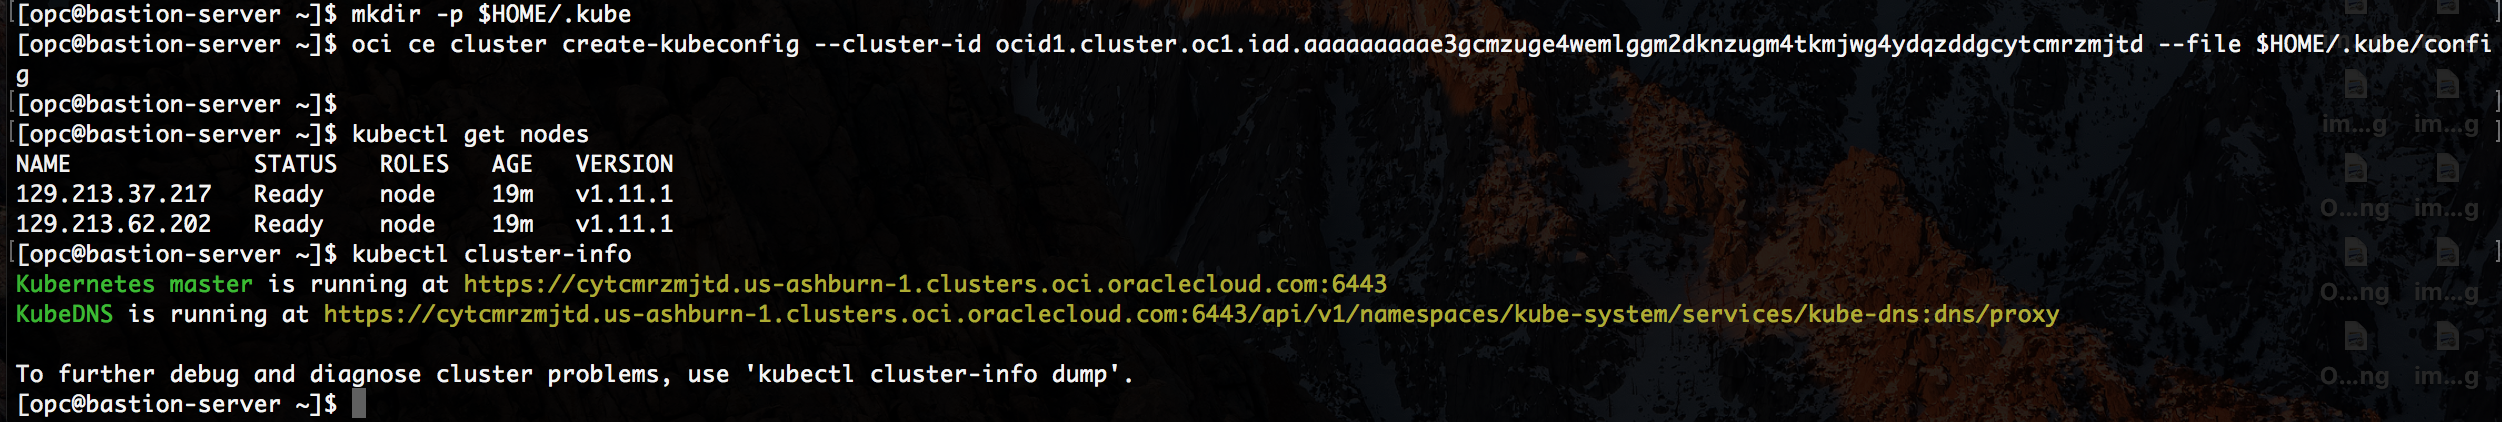 [opc@bastion-server ~]$ mkdir -p $HOME/.kube
[opc@bastion-server ~]$ oci ce cluster create-kubeconfig --cluster-id ocid1.cluster.oc1.iad.aaaaaaaaaae3gcmzuge4wemlggm2dknzugm4tkmjwg4ydqzddgcytcmrzmjtd --file $HOME/.kube/confi
g
[opc@bastion-server ~]$
[opc@bastion-server ~]$ kubectl get nodes
NAME STATUS ROLES AGE VERSION
129.213.37.217 Ready node 19m v1.11.1
129.213.62.202 Ready node 19m v1.11.1
[opc@bastion-server ~]$ kubectl cluster-info
Kubernetes master is running at https://cytcmrzmjtd.us-ashburn-1.clusters.oci.oraclecloud.com:6443
KubeDNS is running at https://cytcmrzmjtd.us-ashburn-1.clusters.oci.oraclecloud.com:6443/api/v1/namespaces/kube-system/services/kube-dns:dns/proxy
To further debug and diagnose cluster problems, use 'kubectl cluster-info dump'.
[opc@bastion-server ~]$
im...g im...g
im...g im...g
O...ng im...g
O...ng im...g
O...ng im...g